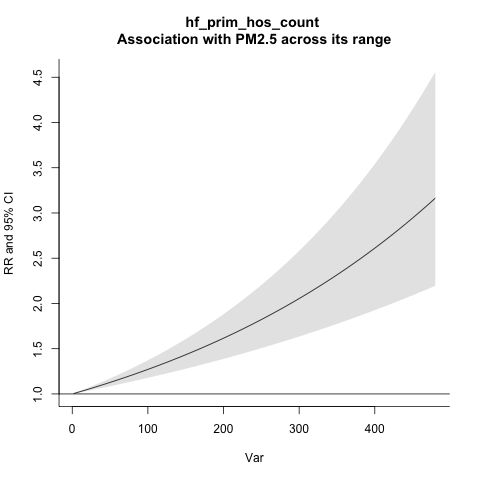 hf_prim_hos_count
Association with PM2.5 across its range
RR and 95% CI
4.5
4.0
3.5
3.0
2.5
2.0
1.5
1.0
0 100 200 300 400
Var